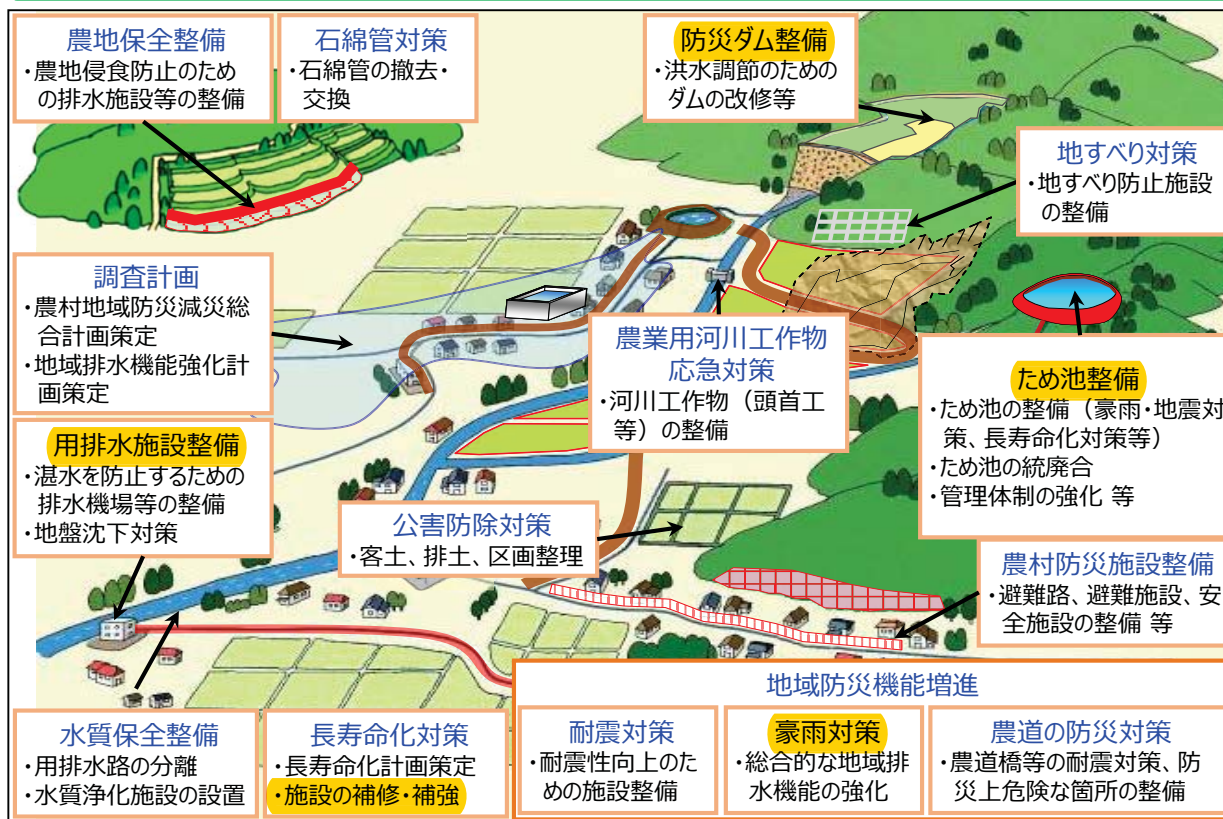 農地保全整備
・農地侵食防止のため
の排水施設等の整備
石綿管対策
・石綿管の撤去・
交換
防災ダム整備
・洪水調節のための
ダムの改修等
地すべり対策
・地すべり防止施設
の整備
調査計画
・農村地域防災減災総
合計画策定
・地域排水機能強化計
画策定
農業用河川工作物
応急対策
・河川工作物（頭首工
等）の整備
ため池整備
・ため池の整備（豪雨・地震対
策、長寿命化対策等）
・ため池の統廃合
・管理体制の強化 等
用排水施設整備
・湛水を防止するための
排水機場等の整備
・地盤沈下対策
公害防除対策
・客土、排土、区画整理
農村防災施設整備
・避難路、避難施設、安
全施設の整備 等
水質保全整備
・用排水路の分離
・水質浄化施設の設置
長寿命化対策
・長寿命化計画策定
・施設の補修・補強
地域防災機能増進
耐震対策
・耐震性向上のた
めの施設整備
豪雨対策
・総合的な地域排
水機能の強化
農道の防災対策
・農道橋等の耐震対策、防
災上危険な箇所の整備